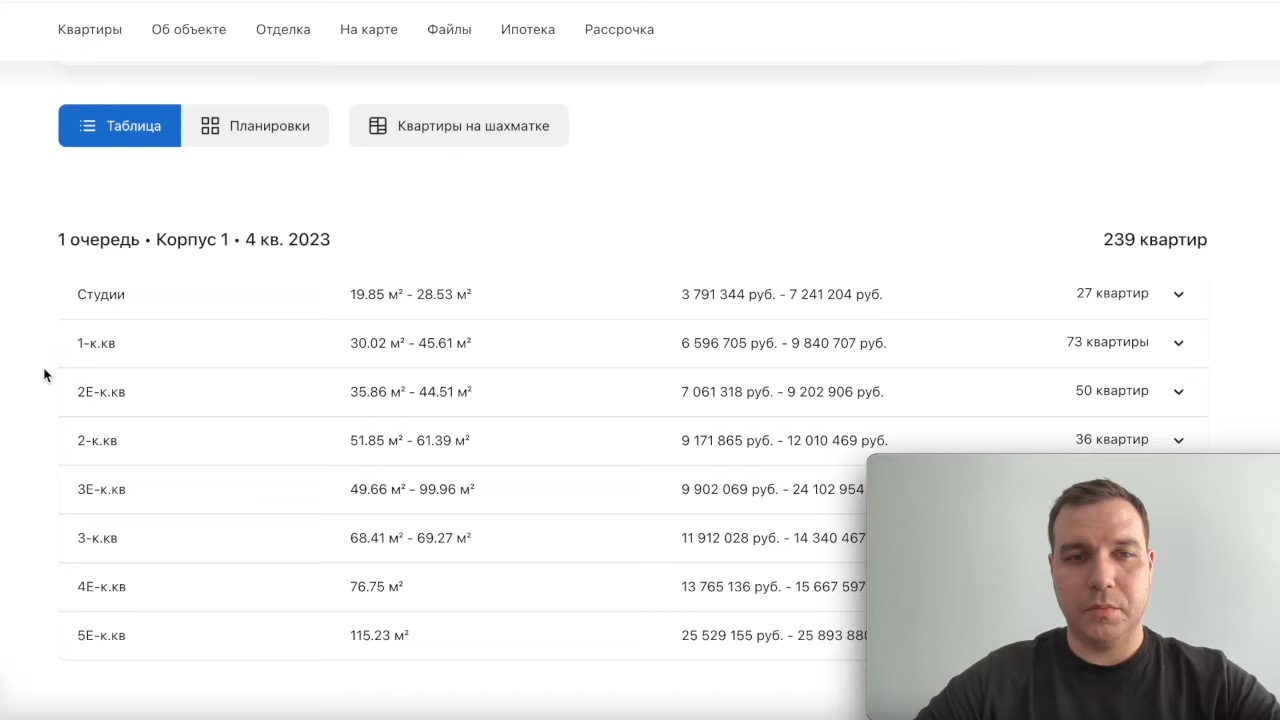 Квартиры Об объекте Отделка На карте Файлы Ипотека Рассрочка
Таблица Планировки Квартиры на шахматке
1 очередь • Корпус 1 • 4 кв. 2023 239 квартир
Студии 19.85 м² - 28.53 м² 3 791 344 руб. - 7 241 204 руб. 27 квартир
1-к.кв 30.02 м² - 45.61 м² 6 596 705 руб. - 9 840 707 руб. 73 квартиры
2Е-к.кв 35.86 м² - 44.51 м² 7 061 318 руб. - 9 202 906 руб. 50 квартир
2-к.кв 51.85 м² - 61.39 м² 9 171 865 руб. - 12 010 469 руб. 36 квартир
3Е-к.кв 49.66 м² - 99.96 м² 9 902 069 руб. - 24 102 954
3-к.кв 68.41 м² - 69.27 м² 11 912 028 руб. - 14 340 467
4Е-к.кв 76.75 м² 13 765 136 руб. - 15 667 597
5Е-к.кв 115.23 м² 25 529 155 руб. - 25 893 880